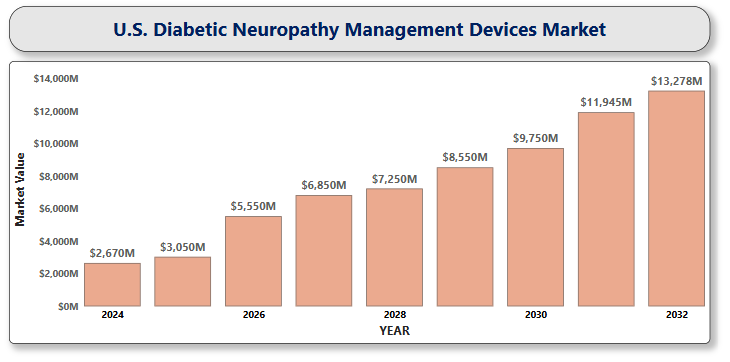 U.S. Diabetic Neuropathy Management Devices Market
Market Value
$14,000M
$12,000M
$10,000M
$8,000M
$6,000M
$4,000M
$2,000M
$0M
$2,670M
$3,050M
$5,550M
$6,850M
$7,250M
$8,550M
$9,750M
$11,945M
$13,278M
2024
2026
2028
2030
2032
YEAR